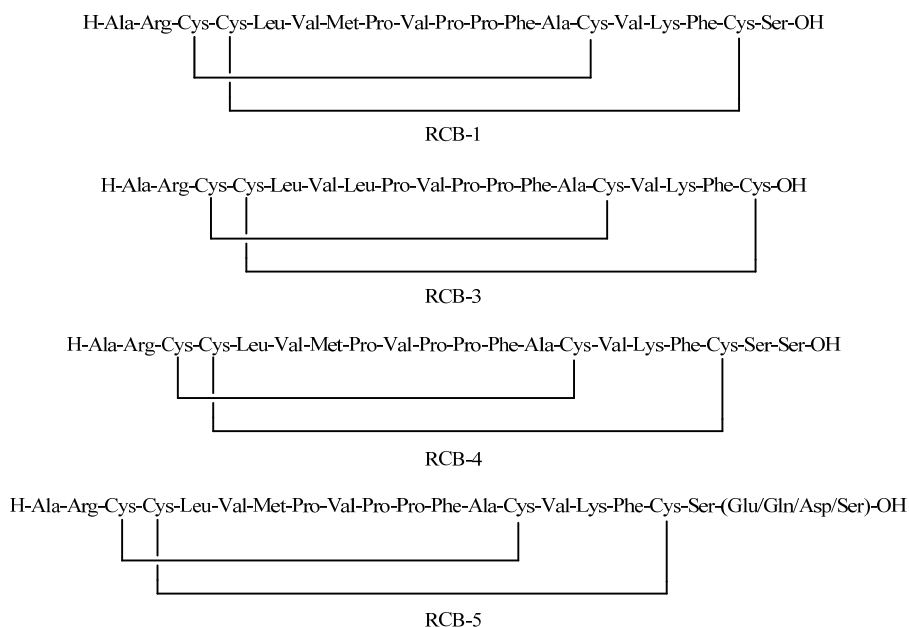 H-Ala-Arg-Cys-Cys-Leu-Val-Met-Pro-Val-Pro-Pro-Phe-Ala-Cys-Val-Lys-Phe-Cys-Ser-OH
RCB-1
H-Ala-Arg-Cys-Cys-Leu-Val-Leu-Pro-Val-Pro-Pro-Phe-Ala-Cys-Val-Lys-Phe-Cys-OH
RCB-3
H-Ala-Arg-Cys-Cys-Leu-Val-Met-Pro-Val-Pro-Pro-Phe-Ala-Cys-Val-Lys-Phe-Cys-Ser-Ser-OH
RCB-4
H-Ala-Arg-Cys-Cys-Leu-Val-Met-Pro-Val-Pro-Pro-Phe-Ala-Cys-Val-Lys-Phe-Cys-Ser-(Glu/Gln/Asp/Ser)-OH
RCB-5